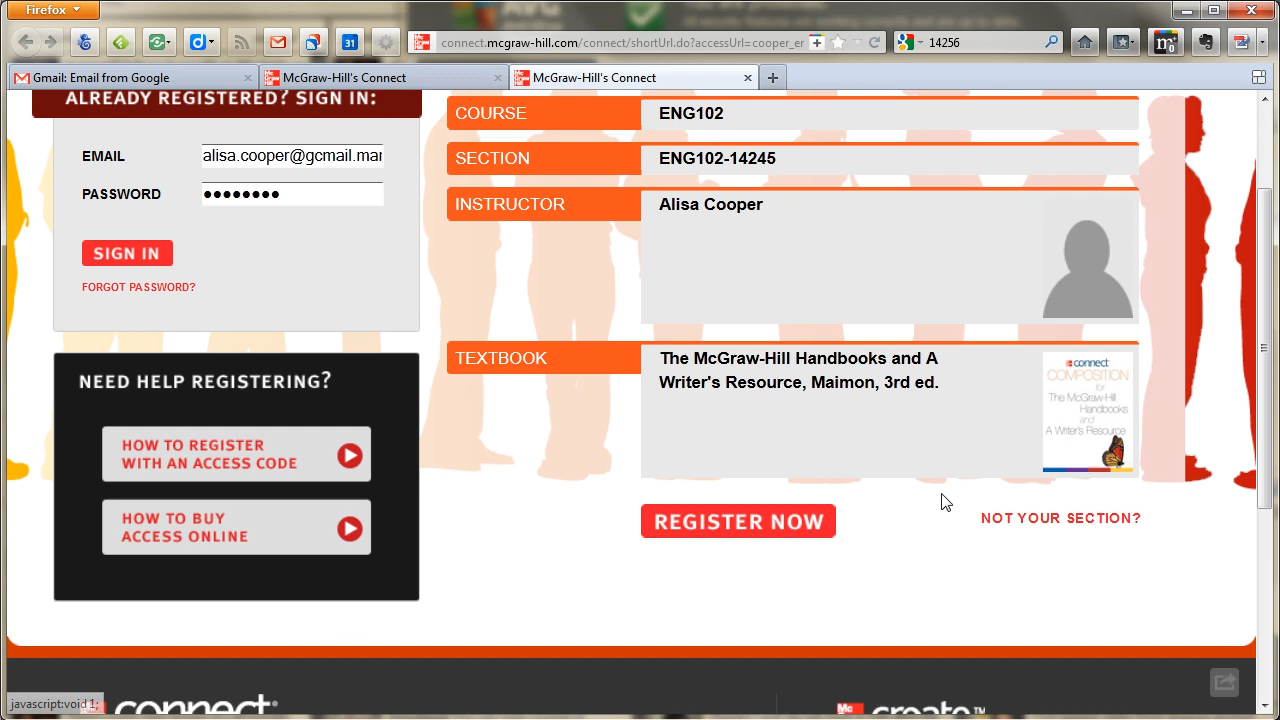 Firefox
connect.mcgraw-hill.com/connect/shortUrl.do?accessUrl=cooper_er
14256
Gmail: Email from Google
McGraw-Hill's Connect
McGraw-Hill's Connect
ALREADY REGISTERED? SIGN IN:
EMAIL
alisa.cooper@gcmail.mar
PASSWORD
SIGN IN
FORGOT PASSWORD?
NEED HELP REGISTERING?
HOW TO REGISTER
WITH AN ACCESS CODE
HOW TO BUY
ACCESS ONLINE
COURSE
ENG102
SECTION
ENG102-14245
INSTRUCTOR
Alisa Cooper
TEXTBOOK
The McGraw-Hill Handbooks and A
Writer's Resource, Maimon, 3rd ed.
connect
COMPOSITION
for
The McGraw-Hill
Handbooks
and
A Writer's Resource
REGISTER NOW
NOT YOUR SECTION?
javascript:void 1;
connect
create™